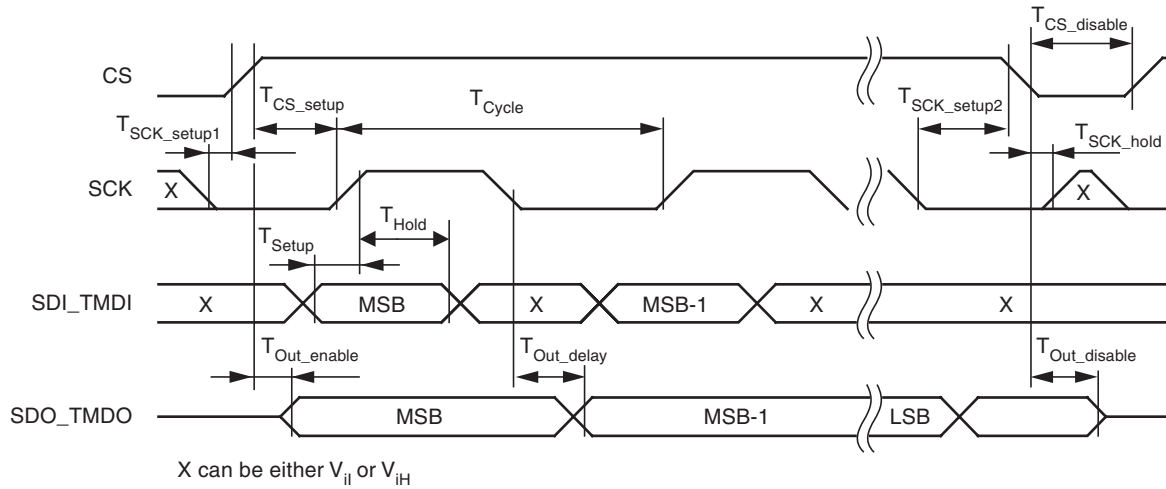 T_CS_disable
CS
T_CS_setup
T_Cycle
T_SCK_setup2
T_SCK_setup1
T_SCK_hold
SCK
X
X
T_Hold
T_Setup
SDI_TMDI
X
MSB
X
MSB-1
X
X
T_Out_enable
T_Out_delay
T_Out_disable
SDO_TMDO
MSB
MSB-1
LSB
X can be either V_il or V_iH